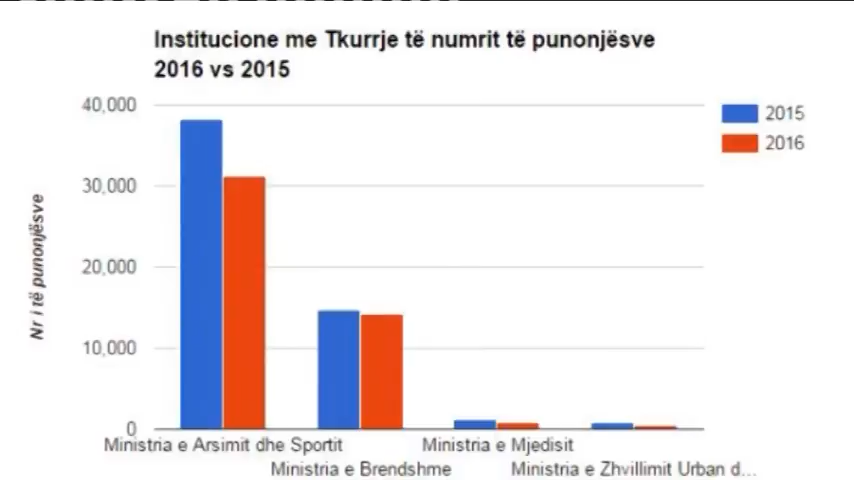 Institucione me Tkurrje të numrit të punonjësve
2016 vs 2015
40,000
30,000
20,000
10,000
0
Nr i të punonjësve
2015
2016
Ministria e Arsimit dhe Sportit
Ministria e Mjedisit
Ministria e Brendshme
Ministria e Zhvillimit Urban d...